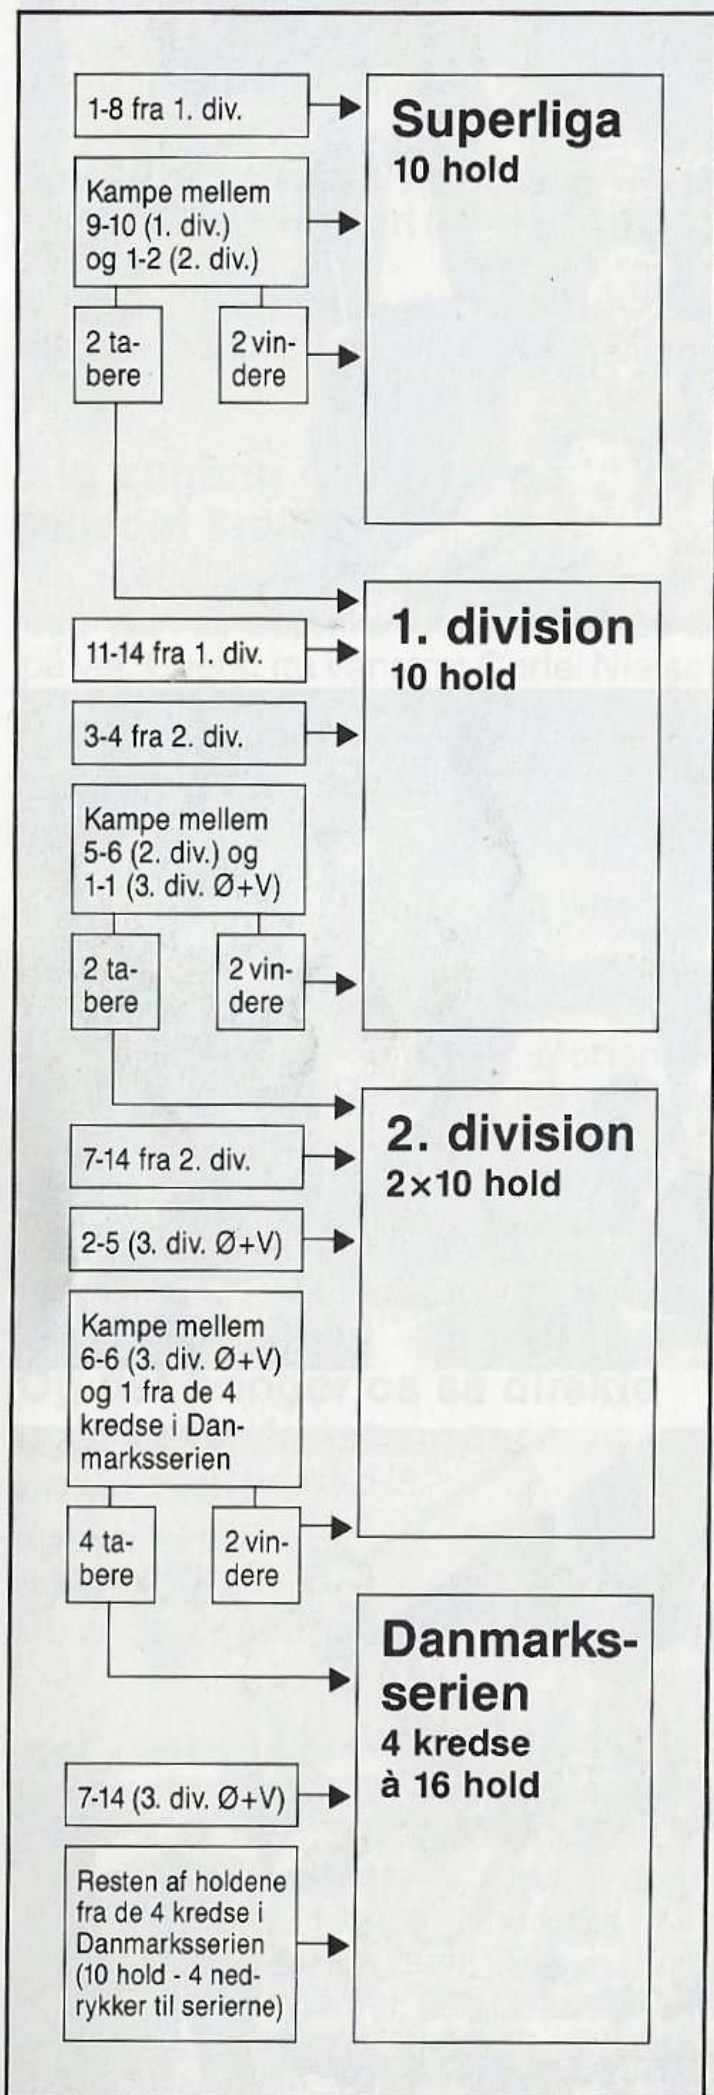 1-8 fra 1. div.
Superliga
10 hold
Kampe mellem
9-10 (1. div.)
og 1-2 (2. div.)
2 ta-
bere
2 vin-
dere
1. division
10 hold
11-14 fra 1. div.
3-4 fra 2. div.
Kampe mellem
5-6 (2. div.) og
1-1 (3. div. Ø+V)
2 ta-
bere
2 vin-
dere
2. division
2×10 hold
7-14 fra 2. div.
2-5 (3. div. Ø+V)
Kampe mellem
6-6 (3. div. Ø+V)
og 1 fra de 4
kredse i Dan-
marksserien
4 ta-
bere
2 vin-
dere
Danmarks-
serien
4 kredse
à 16 hold
7-14 (3. div. Ø+V)
Resten af holdene
fra de 4 kredse i
Danmarksserien
(10 hold - 4 ned-
rykker til serierne)